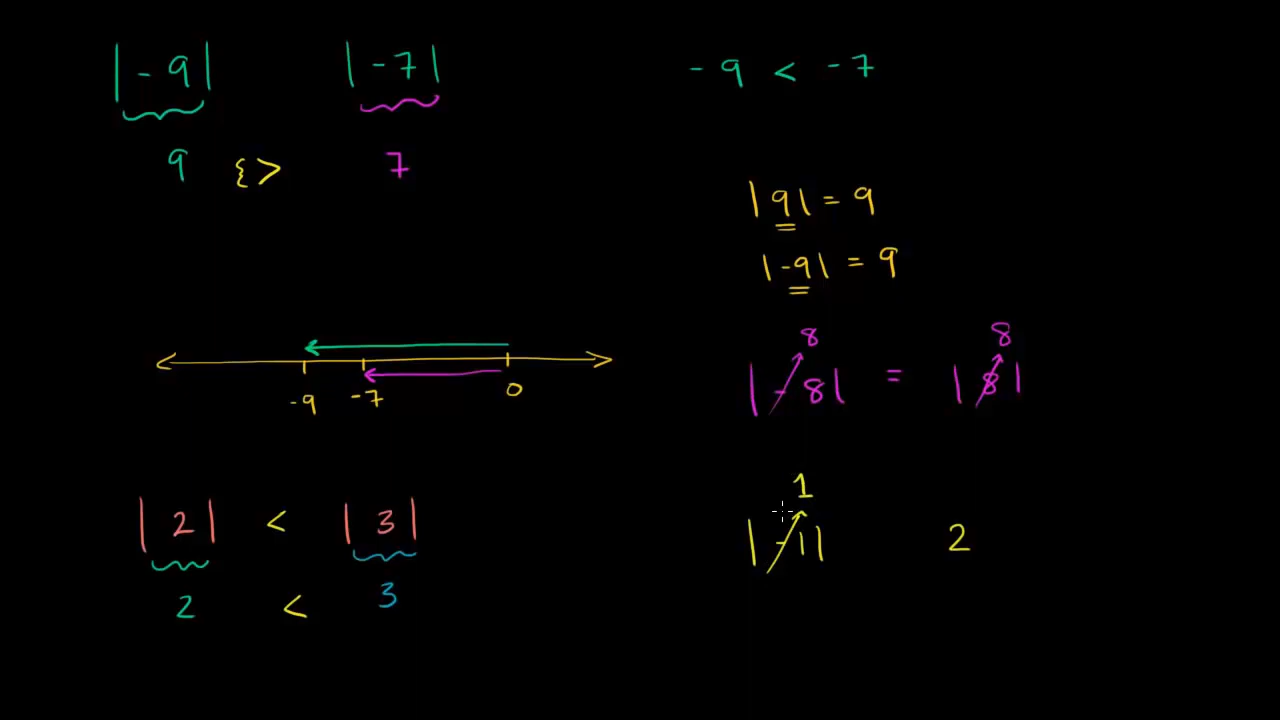 |-9| |-7|
9 {> 7
-9 < -7
|9| = 9
|-9| = 9
-9 -7 0
8 8
|-8| = |8|
|2| < |3|
2 < 3
1
|-1| 2